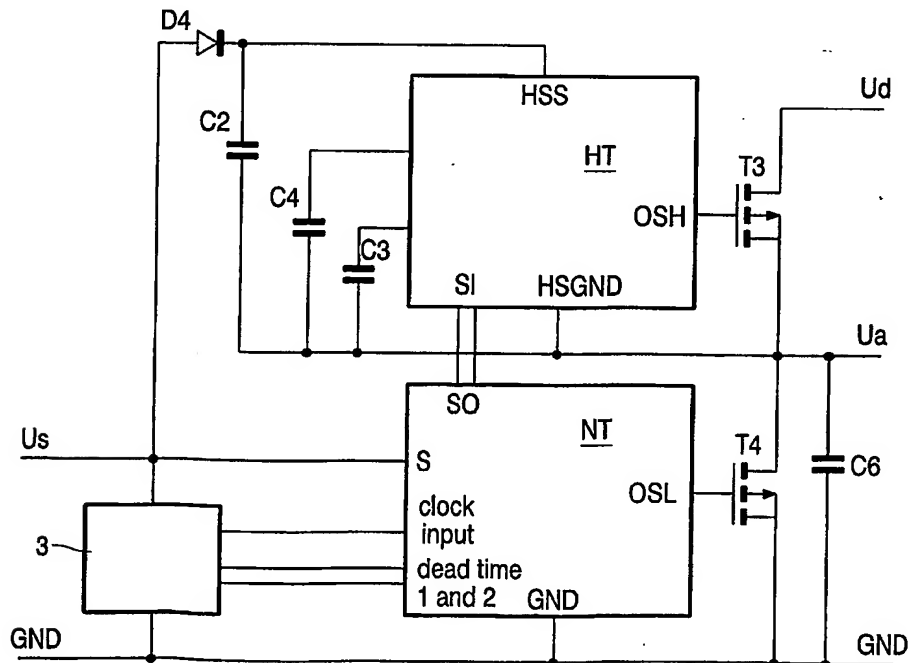 D4
HSS
Ud
C2
HT
T3
C4
OSH
C3
SI
HSGND
Ua
SO
Us
NT
T4
S
C6
OSL
clock
input
3
dead time
1 and 2
GND
GND
GND